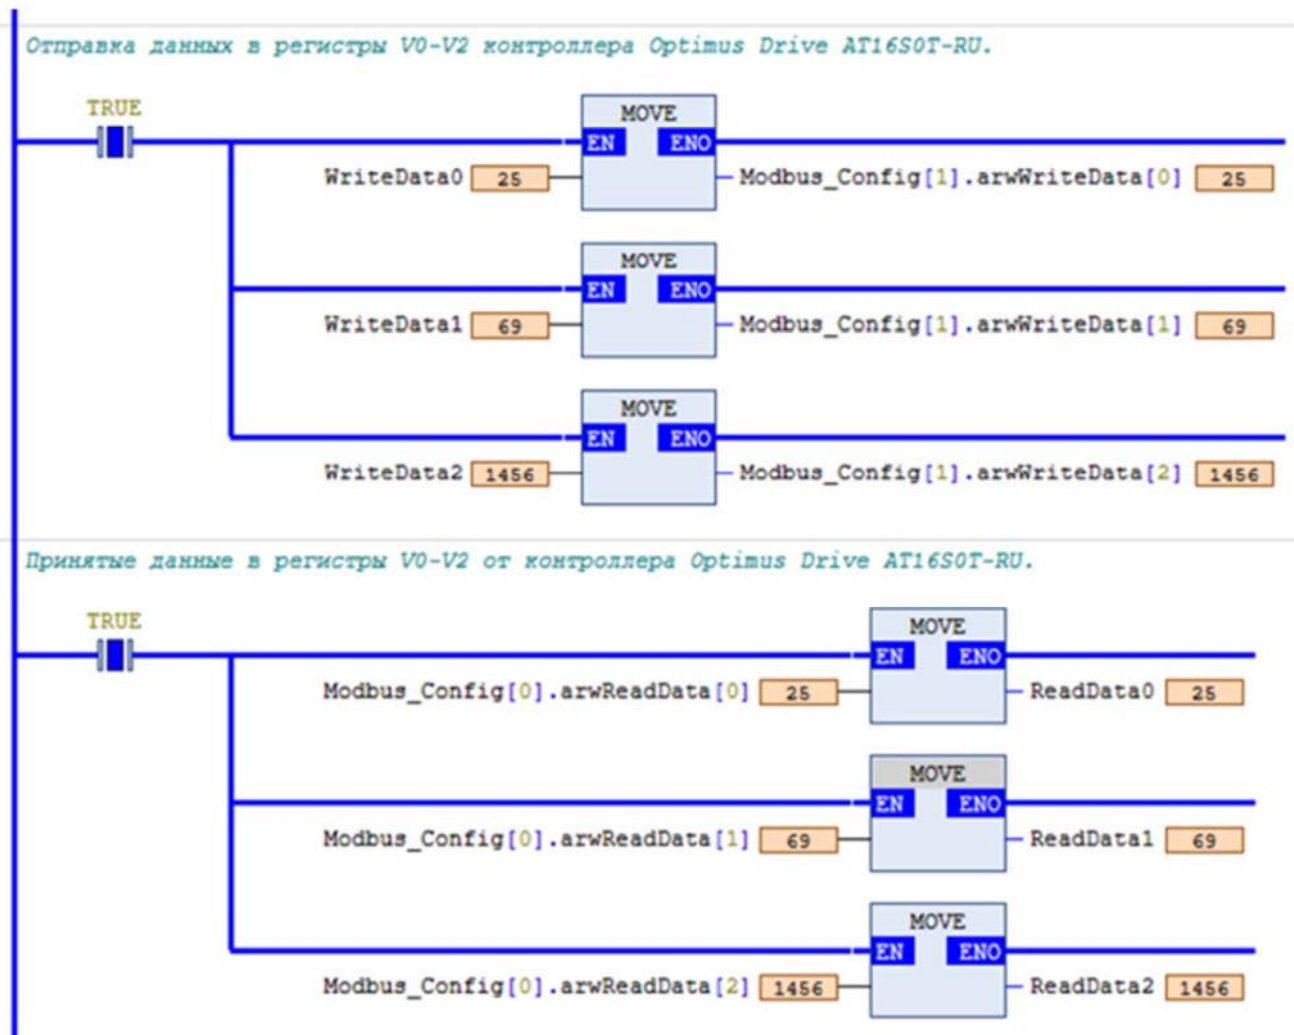 Отправка данных в регистры V0-V2 контроллера Optimus Drive AT16S0T-RU.
TRUE
MOVE
EN ENO
WriteData0 25 Modbus_Config[1].arwWriteData[0] 25
MOVE
EN ENO
WriteData1 69 Modbus_Config[1].arwWriteData[1] 69
MOVE
EN ENO
WriteData2 1456 Modbus_Config[1].arwWriteData[2] 1456
Принятые данные в регистры V0-V2 от контроллера Optimus Drive AT16S0T-RU.
TRUE
MOVE
EN ENO
Modbus_Config[0].arwReadData[0] 25 ReadData0 25
MOVE
EN ENO
Modbus_Config[0].arwReadData[1] 69 ReadData1 69
MOVE
EN ENO
Modbus_Config[0].arwReadData[2] 1456 ReadData2 1456